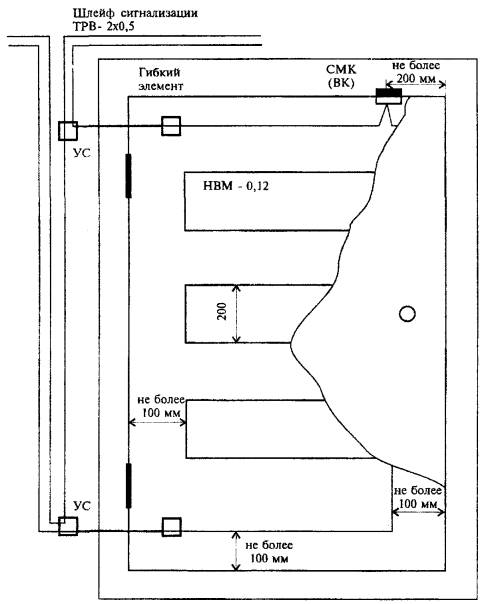 Шлейф сигнализации
ТРВ- 2х0,5
Гибкий
элемент
СМК
(ВК)
не более
200 мм
УС
НВМ - 0,12
200
не более
100 мм
УС
не более
100 мм
не более
100 мм